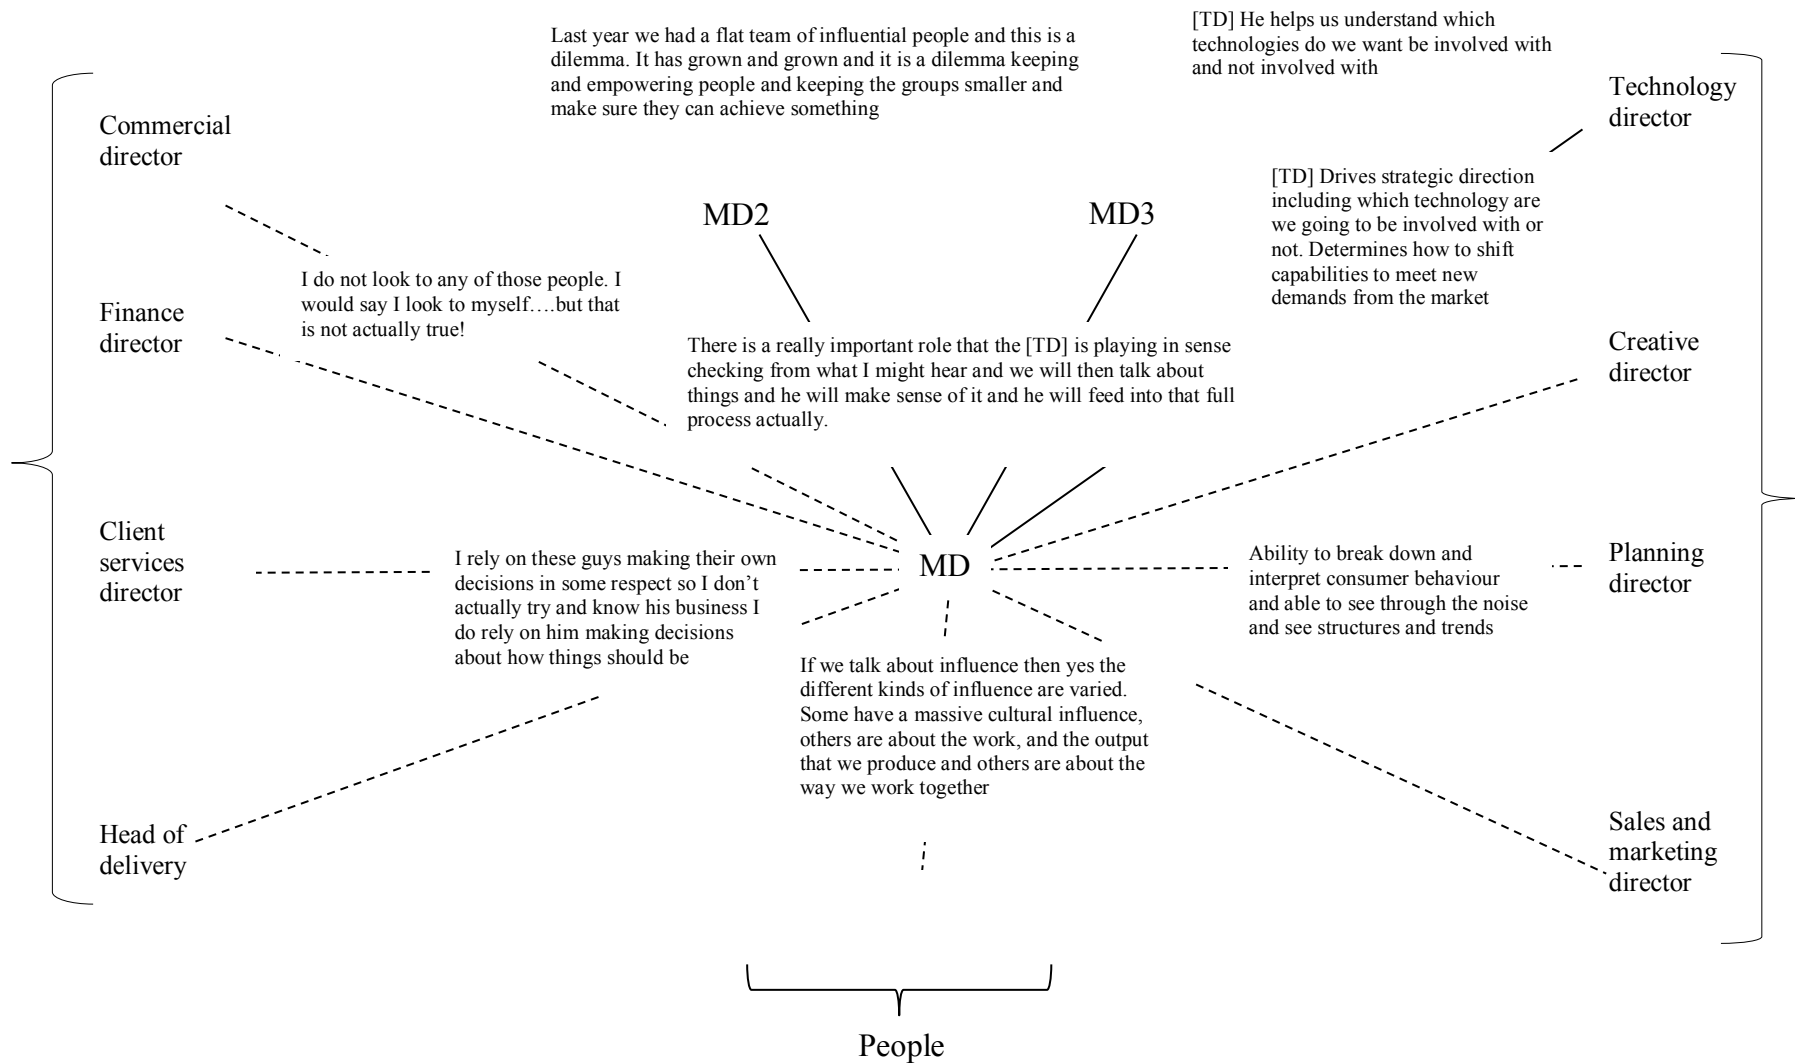 Last year we had a flat team of influential people and this is a
dilemma. It has grown and grown and it is a dilemma keeping
and empowering people and keeping the groups smaller and
make sure they can achieve something
[TD] He helps us understand which
technologies do we want be involved with
and not involved with
Technology
director
Commercial
director
[TD] Drives strategic direction
including which technology are
we going to be involved with or
not. Determines how to shift
capabilities to meet new
demands from the market
MD2
MD3
I do not look to any of those people. I
would say I look to myself….but that
is not actually true!
Finance
director
There is a really important role that the [TD] is playing in sense
checking from what I might hear and we will then talk about
things and he will make sense of it and he will feed into that full
process actually.
Creative
director
Client
services
director
I rely on these guys making their own
decisions in some respect so I don’t
actually try and know his business I
do rely on him making decisions
about how things should be
MD
Ability to break down and
interpret consumer behaviour
and able to see through the noise
and see structures and trends
Planning
director
If we talk about influence then yes the
different kinds of influence are varied.
Some have a massive cultural influence,
others are about the work, and the output
that we produce and others are about the
way we work together
Head of
delivery
Sales and
marketing
director
People